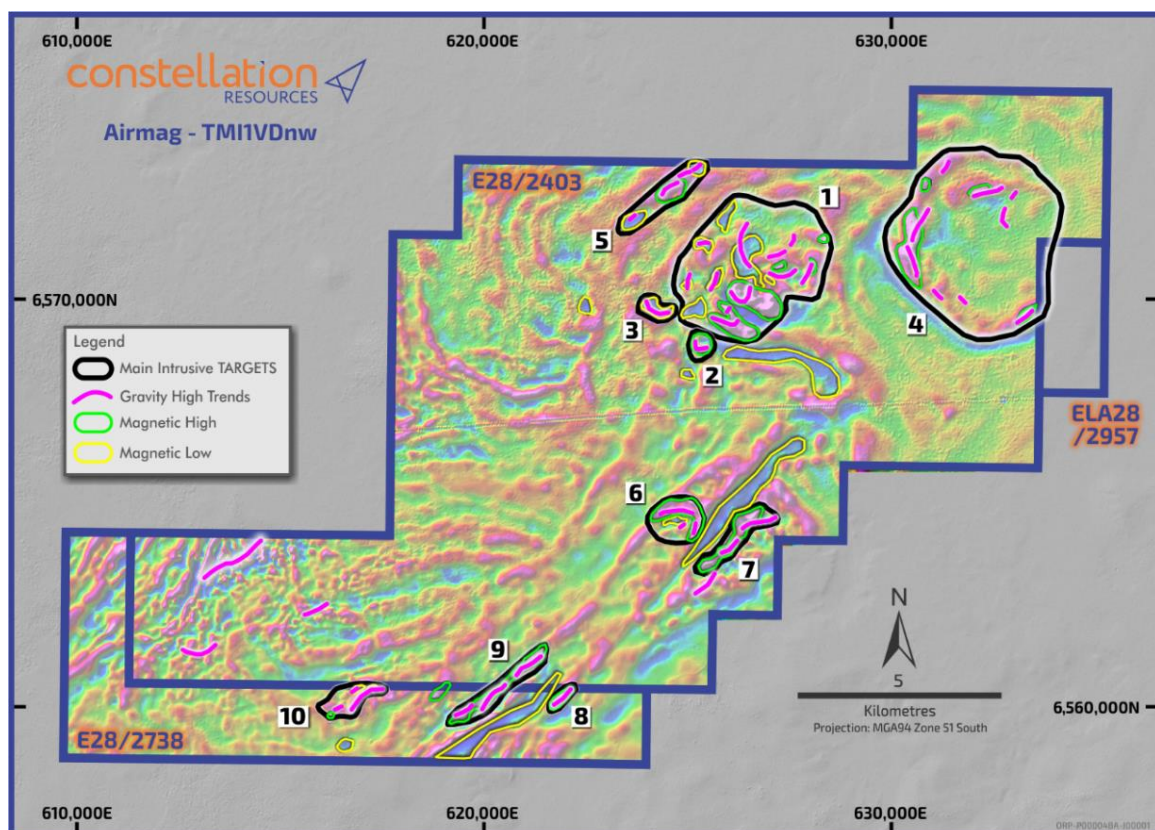 610,000E
620,000E
630,000E
constellation
RESOURCES
Airmag - TMI1VDnw
E28/2403
1
5
6,570,000N
3
4
2
Legend
Main Intrusive TARGETS
Gravity High Trends
Magnetic High
Magnetic Low
ELA28
/2957
6
7
N
5
Kilometres
Projection: MGA94 Zone 51 South
9
8
10
6,560,000N
E28/2738
610,000E
620,000E
630,000E